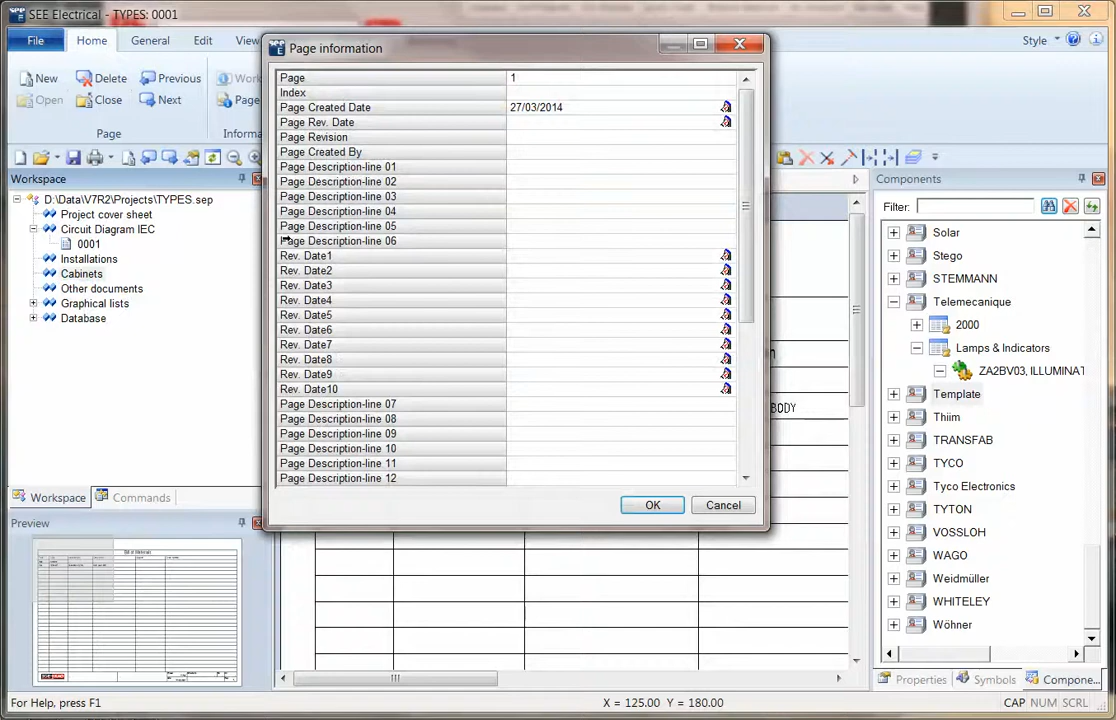 SEE Electrical - TYPES: 0001
File
Home
General
Edit
View
Style
New
Delete
Previous
Open
Close
Next
Page
Informa
Workspace
D:\Data\V7R2\Projects\TYPES.sep
Project cover sheet
Circuit Diagram IEC
0001
Installations
Cabinets
Other documents
Graphical lists
Database
Workspace
Commands
Preview
Bill of Materials
Page information
Page 1
Index
Page Created Date 27/03/2014
Page Rev. Date
Page Revision
Page Created By
Page Description-line 01
Page Description-line 02
Page Description-line 03
Page Description-line 04
Page Description-line 05
Page Description-line 06
Rev. Date1
Rev. Date2
Rev. Date3
Rev. Date4
Rev. Date5
Rev. Date6
Rev. Date7
Rev. Date8
Rev. Date9
Rev. Date10
Page Description-line 07
Page Description-line 08
Page Description-line 09
Page Description-line 10
Page Description-line 11
Page Description-line 12
OK
Cancel
BODY
Components
Filter:
Solar
Stego
STEMMANN
Telemecanique
2000
Lamps & Indicators
ZA2BV03, ILLUMINAT
Template
Thiim
TRANSFAB
TYCO
Tyco Electronics
TYTON
VOSSLOH
WAGO
Weidmüller
WHITELEY
Wöhner
Properties
Symbols
Compone...
For Help, press F1
X = 125.00 Y = 180.00
CAP NUM SCRL